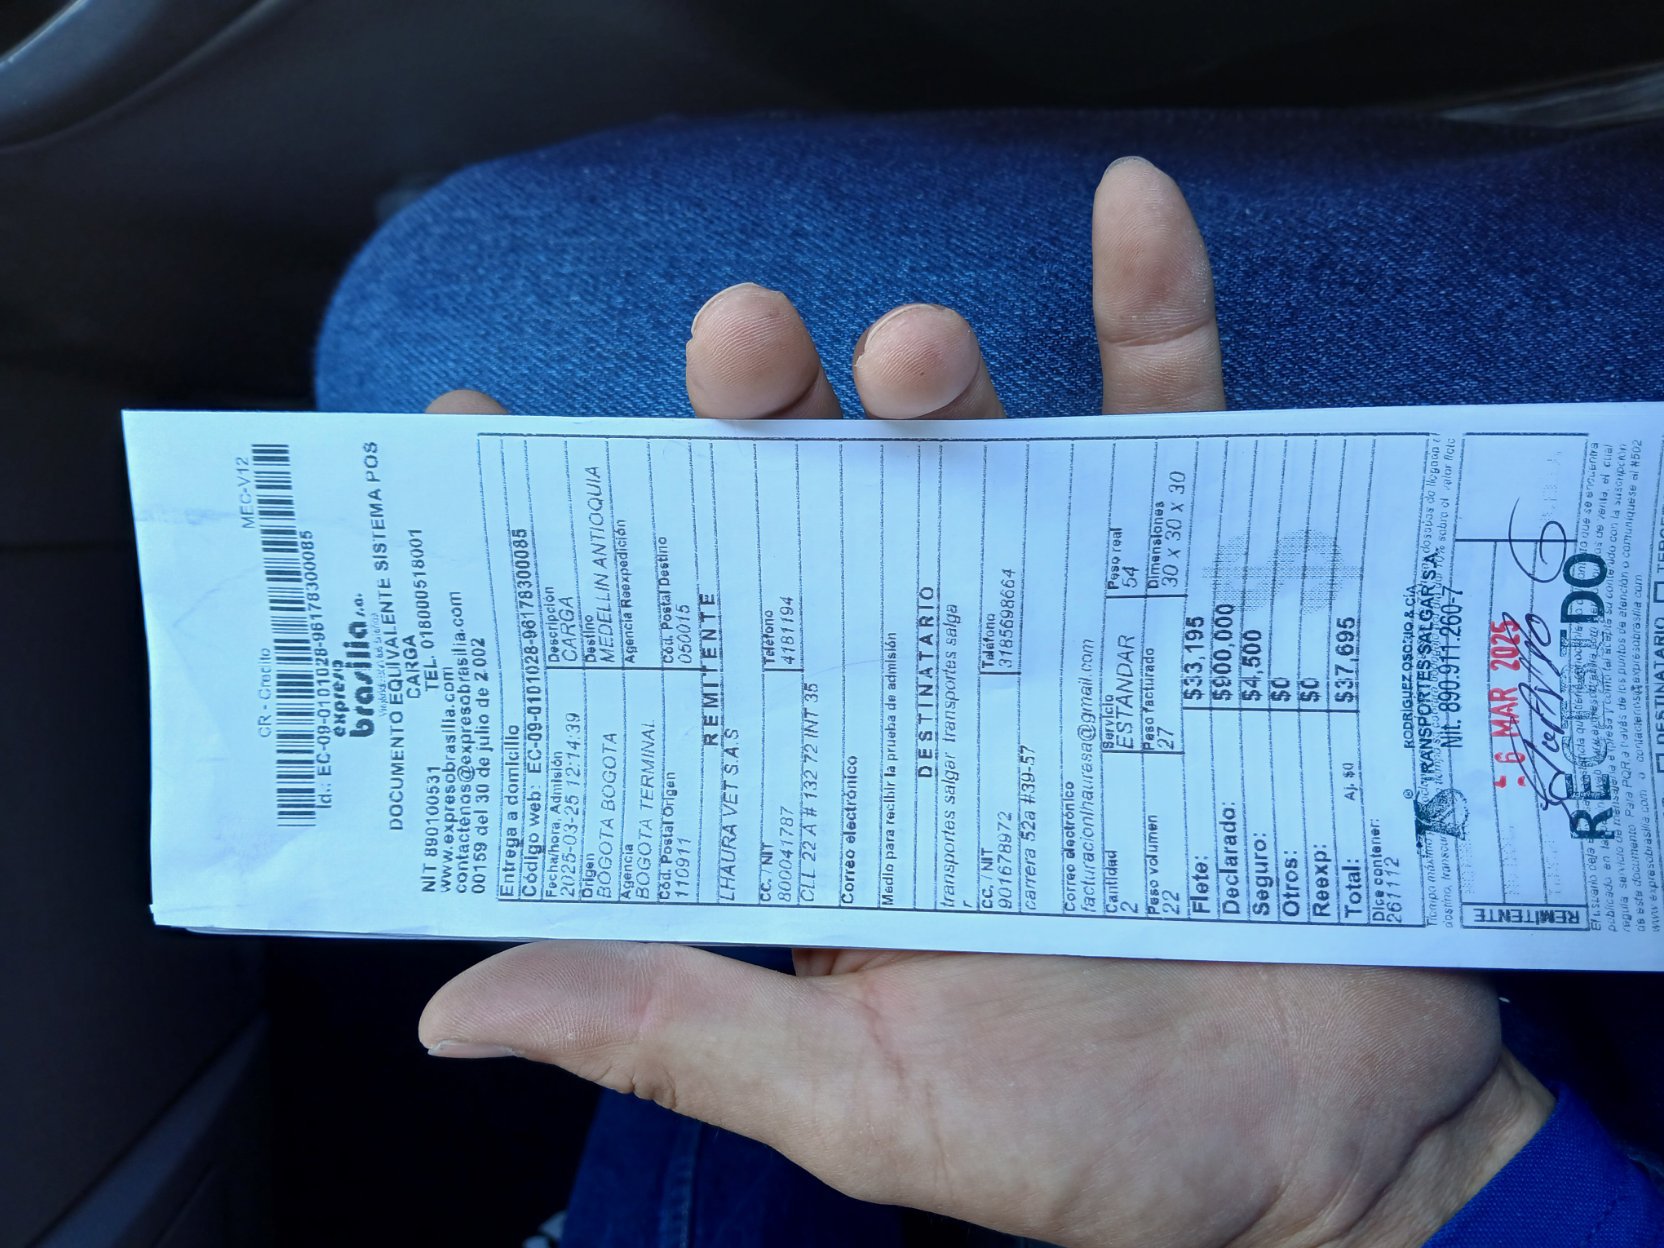 MEC-V12
CR - Credito
Id.: EC-09-0101028-96178300085
expreso
brasilia s.a.
DOCUMENTO EQUIVALENTE SISTEMA POS
CARGA
NIT 890100531 TEL. 018000518001
www.expresobrasilia.com
contactenos@expresobrasilia.com
00159 del 30 de julio de 2002
Entrega a domicilio
Código web: EC-09-0101028-96178300085
Fecha/hora, Admisión Descripción
2025-03-25 12:14:39 CARGA
Origen Destino
BOGOTA BOGOTA MEDELLIN ANTIOQUIA
Agencia Agencia Reexpedición
BOGOTA TERMINAL
Cód. Postal Origen Cód. Postal Destino
110911 050015
REMITENTE
LHAURA VET S.A.S
CC. / NIT Teléfono
800041787 4181194
CLL 22 A # 132 72 INT 35
Correo electrónico
Medio para recibir la prueba de admisión
DESTINATARIO
transportes salger transportes salga
r
CC. / NIT Teléfono
901678972 3185698664
carrera 52a #39-57
Correo electrónico
facturacionlhaurasa@gmail.com
Cantidad Servicio Peso real
2 ESTANDAR 54
Peso volumen Peso facturado Dimensiones
22 27 30 x 30 x 30
Flete: $33,195
Declarado: $900,000
Seguro: $4,500
Otros: $0
Reexp: $0
Total: Aj. $0 $37,695
Dice contener:
261112
RODRIGUEZ OSORIO & CÍA
TRANSPORTES SALGAR S.A.
Nit. 890.911.260-7
REMITENTE
REMITENTE
6 MAR 2025
DESTINATARIO